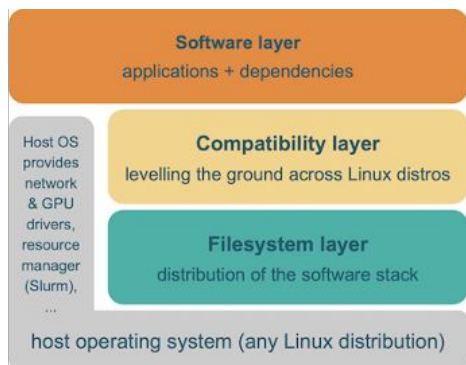 Software layer
applications + dependencies
Host OS
provides
network
& GPU
drivers,
resource
manager
(Slurm),
...
Compatibility layer
levelling the ground across Linux distros
Filesystem layer
distribution of the software stack
host operating system (any Linux distribution)